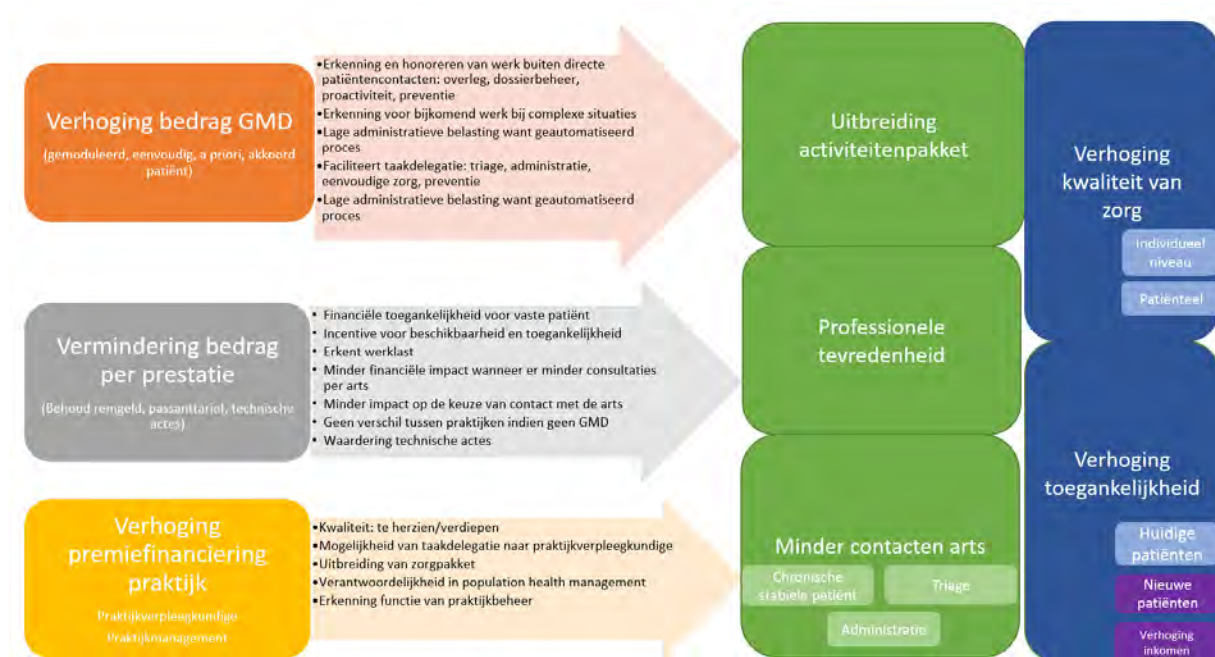 Verhoging bedrag GMD
(gemoduleerd, eenvoudig, a priori, akkoord
patiënt)
•Erkenning en honoreren van werk buiten directe
patiëntencontacten: overleg, dossierbeheer,
proactiviteit, preventie
•Erkenning voor bijkomend werk bij complexe situaties
•Lage administratieve belasting want geautomatiseerd
proces
•Faciliteert taakdelegatie: triage, administratie,
eenvoudige zorg, preventie
•Lage administratieve belasting want geautomatiseerd
proces
Vermindering bedrag
per prestatie
(Behoud remgeld, passanttarief, technische
actes)
• Financiële toegankelijkheid voor vaste patiënt
• Incentive voor beschikbaarheid en toegankelijkheid
• Erkent werklast
• Minder financiële impact wanneer er minder consultaties
per arts
• Minder impact op de keuze van contact met de arts
• Geen verschil tussen praktijken indien geen GMD
• Waardering technische actes
Verhoging
premiefinanciering
praktijk
Praktijkverpleegkundige
Praktijkmanagement
•Kwaliteit: te herzien/verdiepen
•Mogelijkheid van taakdelegatie naar praktijkverpleegkundige
•Uitbreiding van zorgpakket
•Verantwoordelijkheid in population health management
•Erkenning functie van praktijkbeheer
Uitbreiding
activiteitenpakket
Professionele
tevredenheid
Minder contacten arts
Chronische
stabiele patiënt
Triage
Administratie
Verhoging
kwaliteit van
zorg
Individueel
niveau
Patiënteel
Verhoging
toegankelijkheid
Huidige
patiënten
Nieuwe
patiënten
Verhoging
inkomen